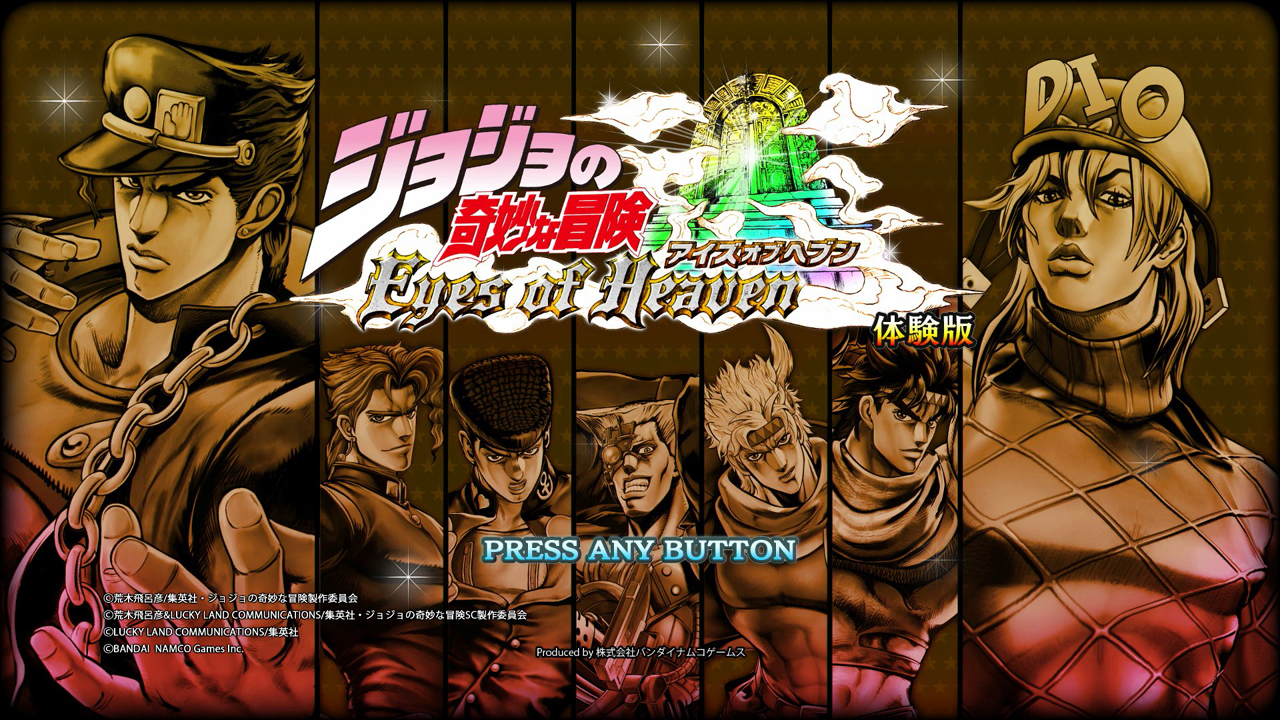 DIO
ジョジョの
奇妙な冒険
アイズオブヘブン
Eyes of Heaven
体験版
PRESS ANY BUTTON
©荒木飛呂彦/集英社・ジョジョの奇妙な冒険製作委員会
©荒木飛呂彦&LUCKY LAND COMMUNICATIONS/集英社・ジョジョの奇妙な冒険SC製作委員会
©LUCKY LAND COMMUNICATIONS/集英社
©BANDAI NAMCO Games Inc.
Produced by 株式会社バンダイナムコゲームス